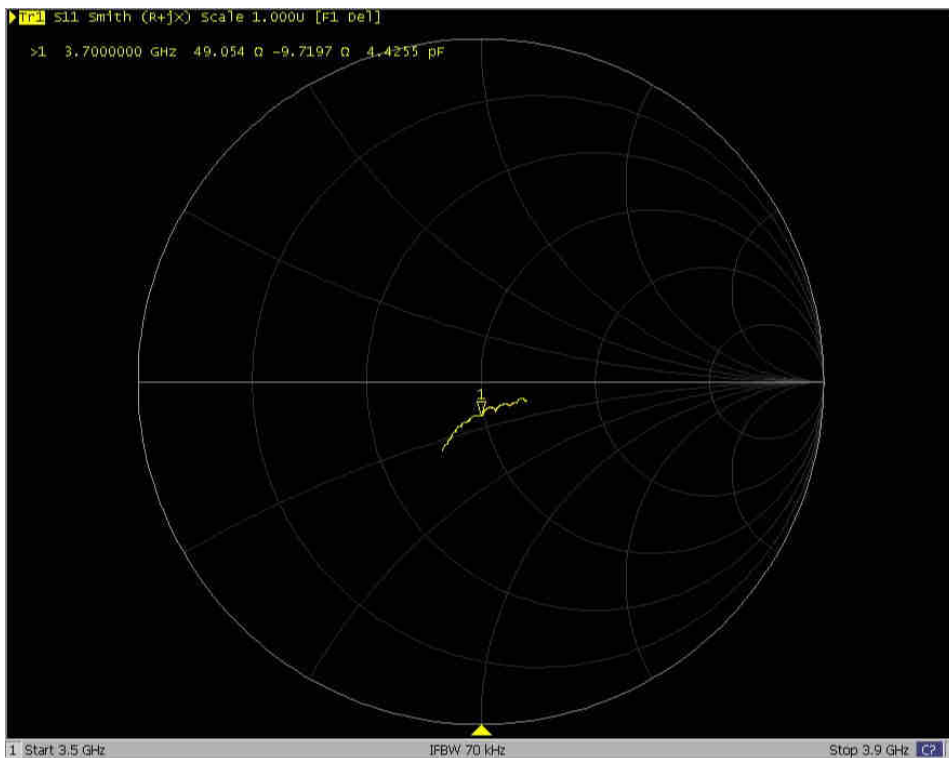 Tr1 S11 Smith (R+jX) Scale 1.000U [F1 Del]
>1 3.7000000 GHz 49.054 Ω -9.7197 Ω 4.4255 pF
1
1 Start 3.5 GHz IFBW 70 kHz Stop 3.9 GHz C?